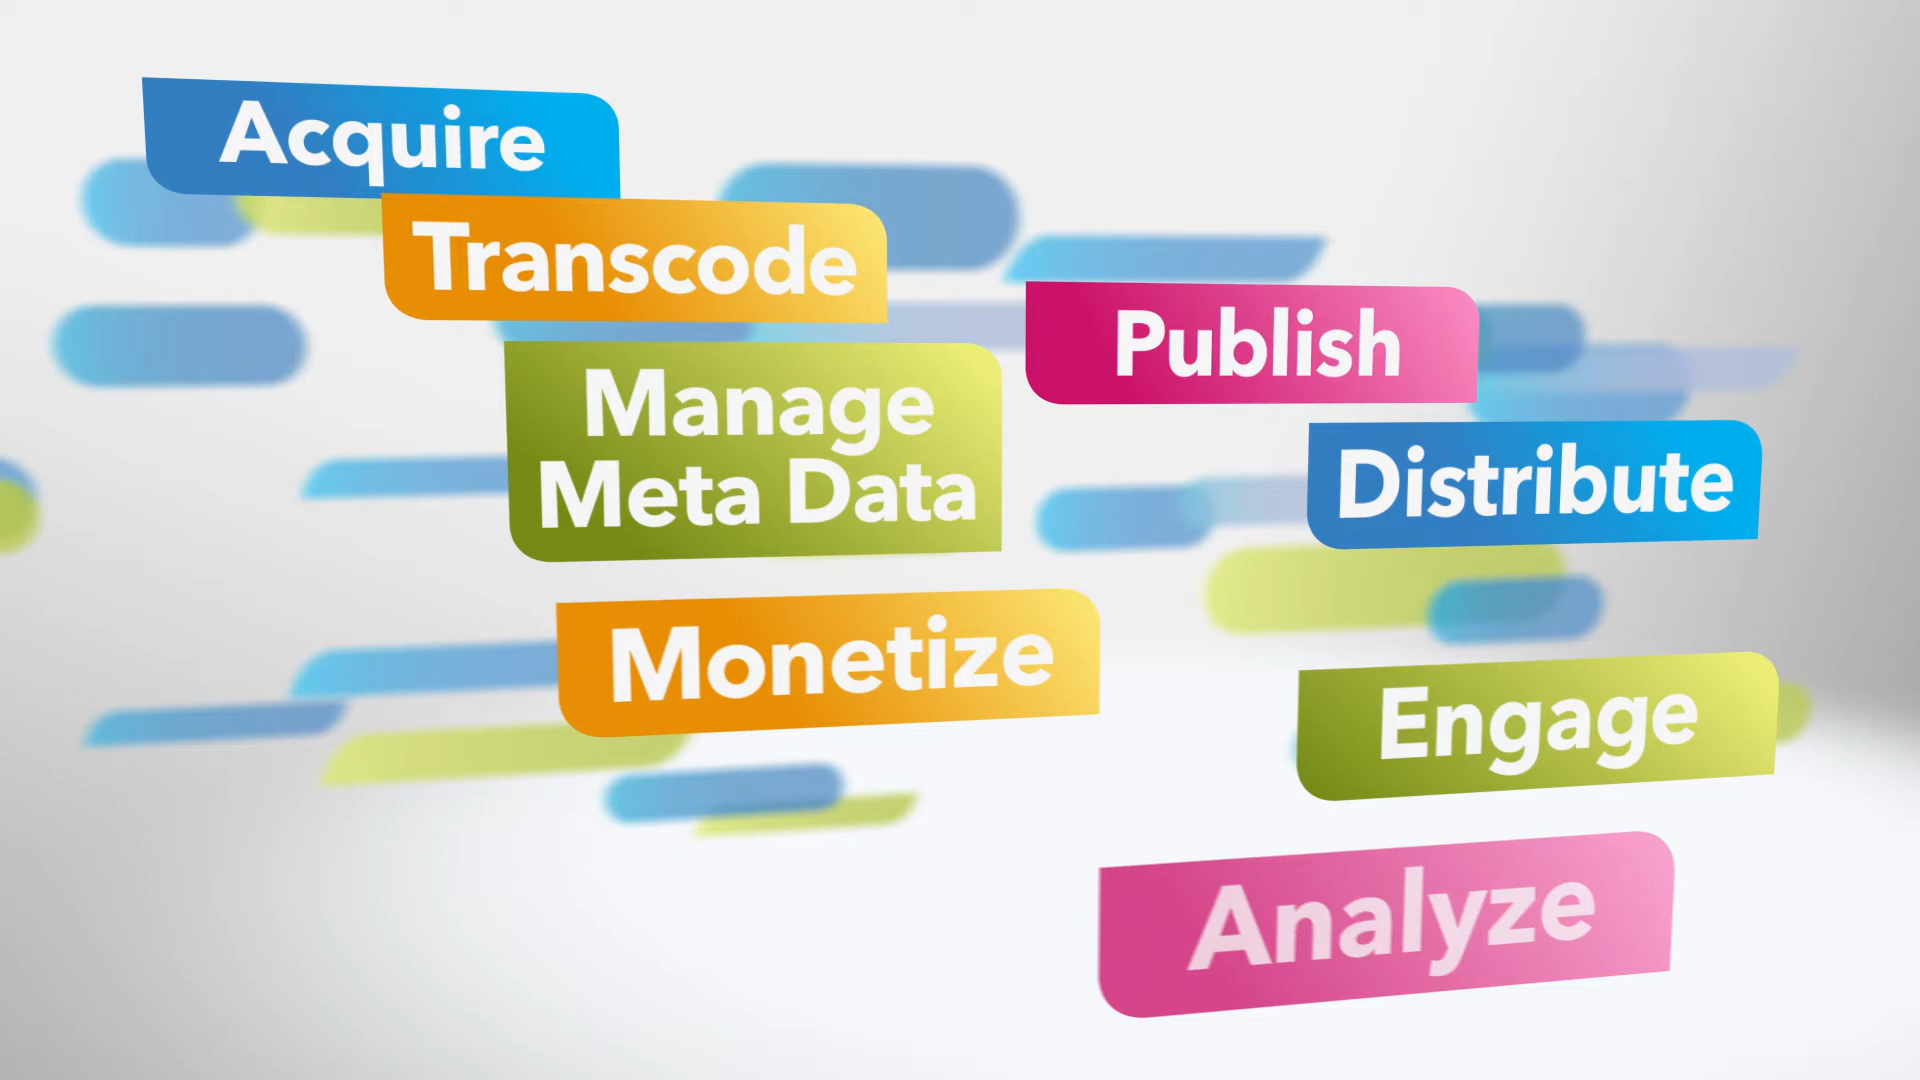 Acquire
Transcode
Manage
Meta Data
Monetize
Publish
Distribute
Engage
Analyze